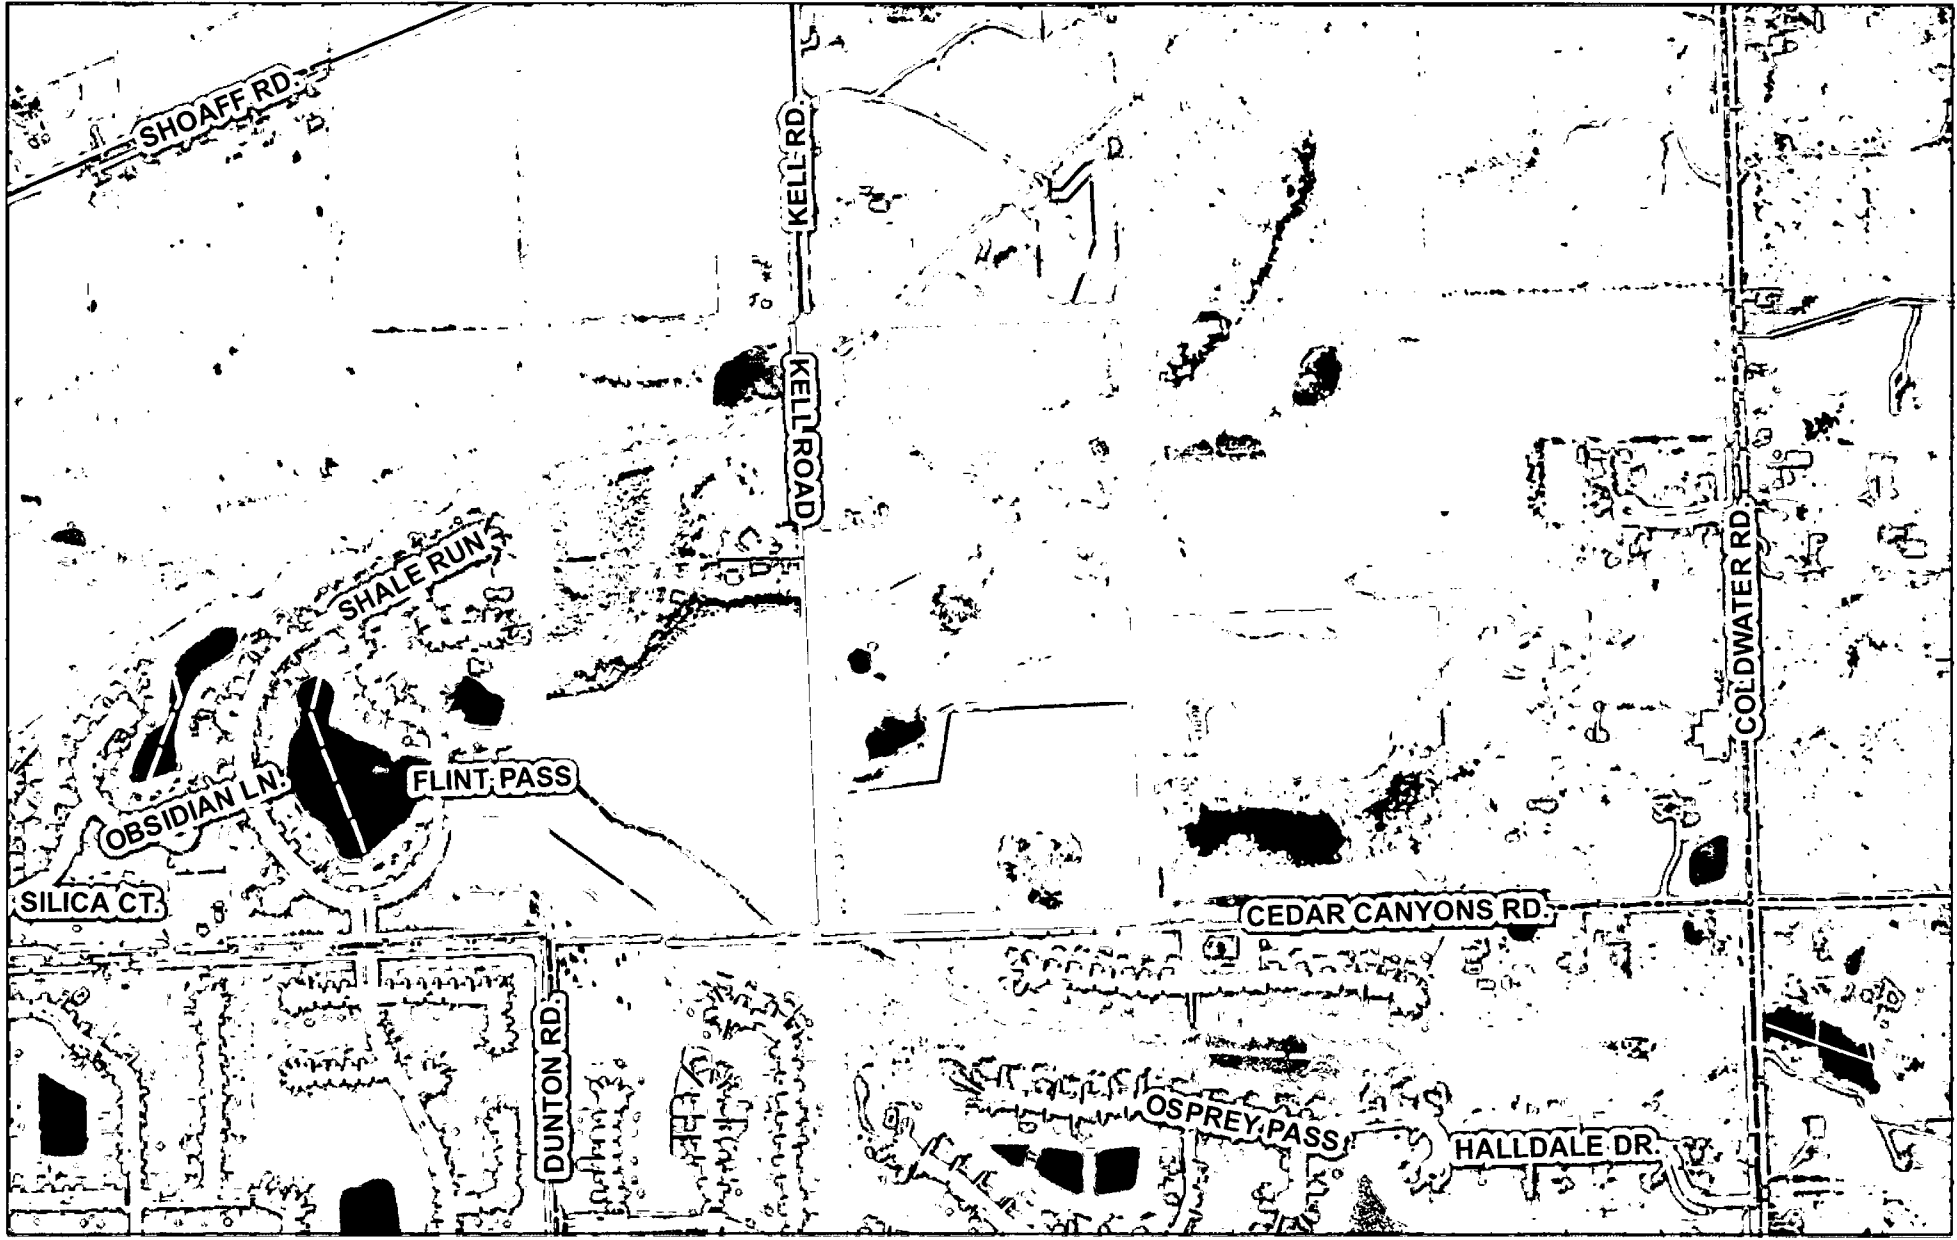 SHOAFF RD.
KELL RD.
KELL ROAD
SHALE RUN
COLDWATER RD.
FLINT PASS
OBSIDIAN LN.
SILICA CT.
CEDAR CANYONS RD.
DUNTON RD.
OSPREY PASS
HALLDALE DR.